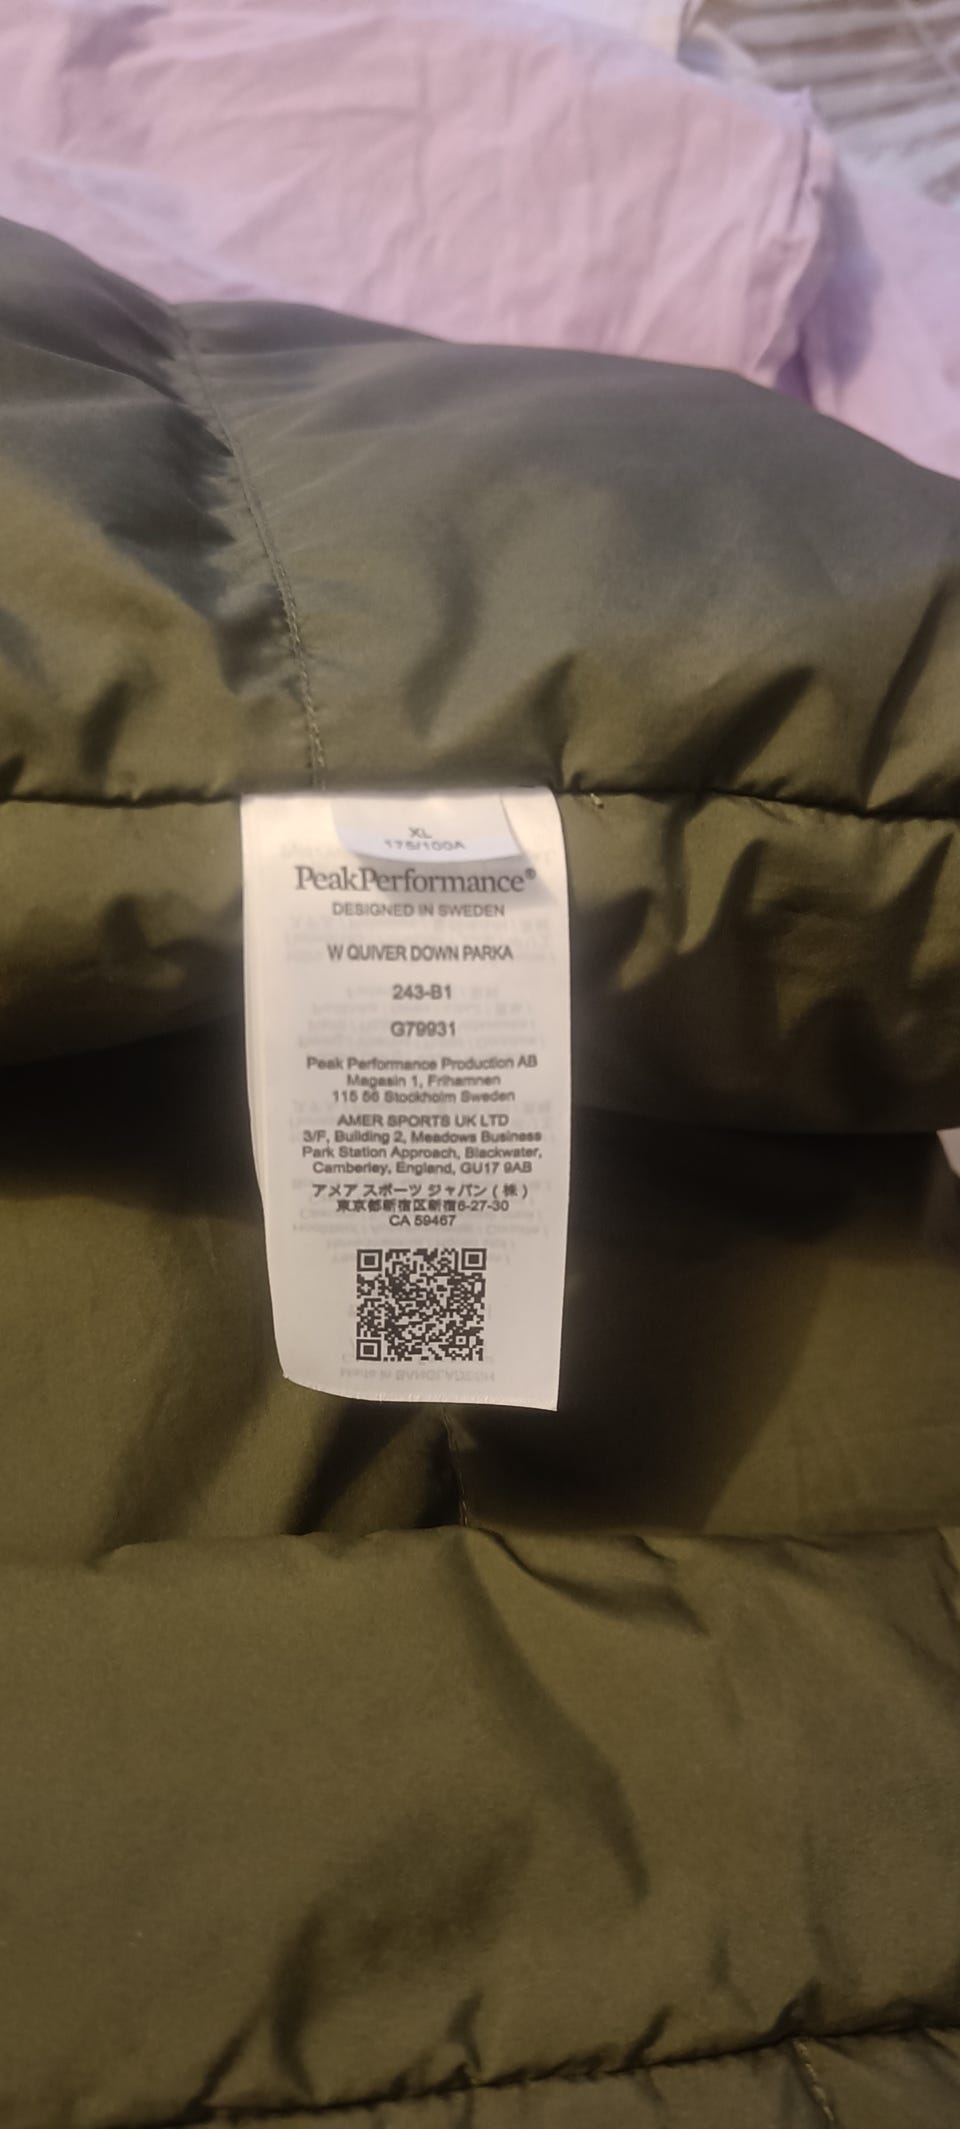 XL
175/100A
PeakPerformance®
DESIGNED IN SWEDEN
W QUIVER DOWN PARKA
243-B1
G79931
Peak Performance Production AB
Magasin 1, Frihamnen
115 56 Stockholm Sweden
AMER SPORTS UK LTD
3/F, Building 2, Meadows Business
Park Station Approach, Blackwater,
Camberley, England, GU17 9AB
アメア スポーツ ジャパン ( 株 )
東京都新宿区新宿6-27-30
CA 59467